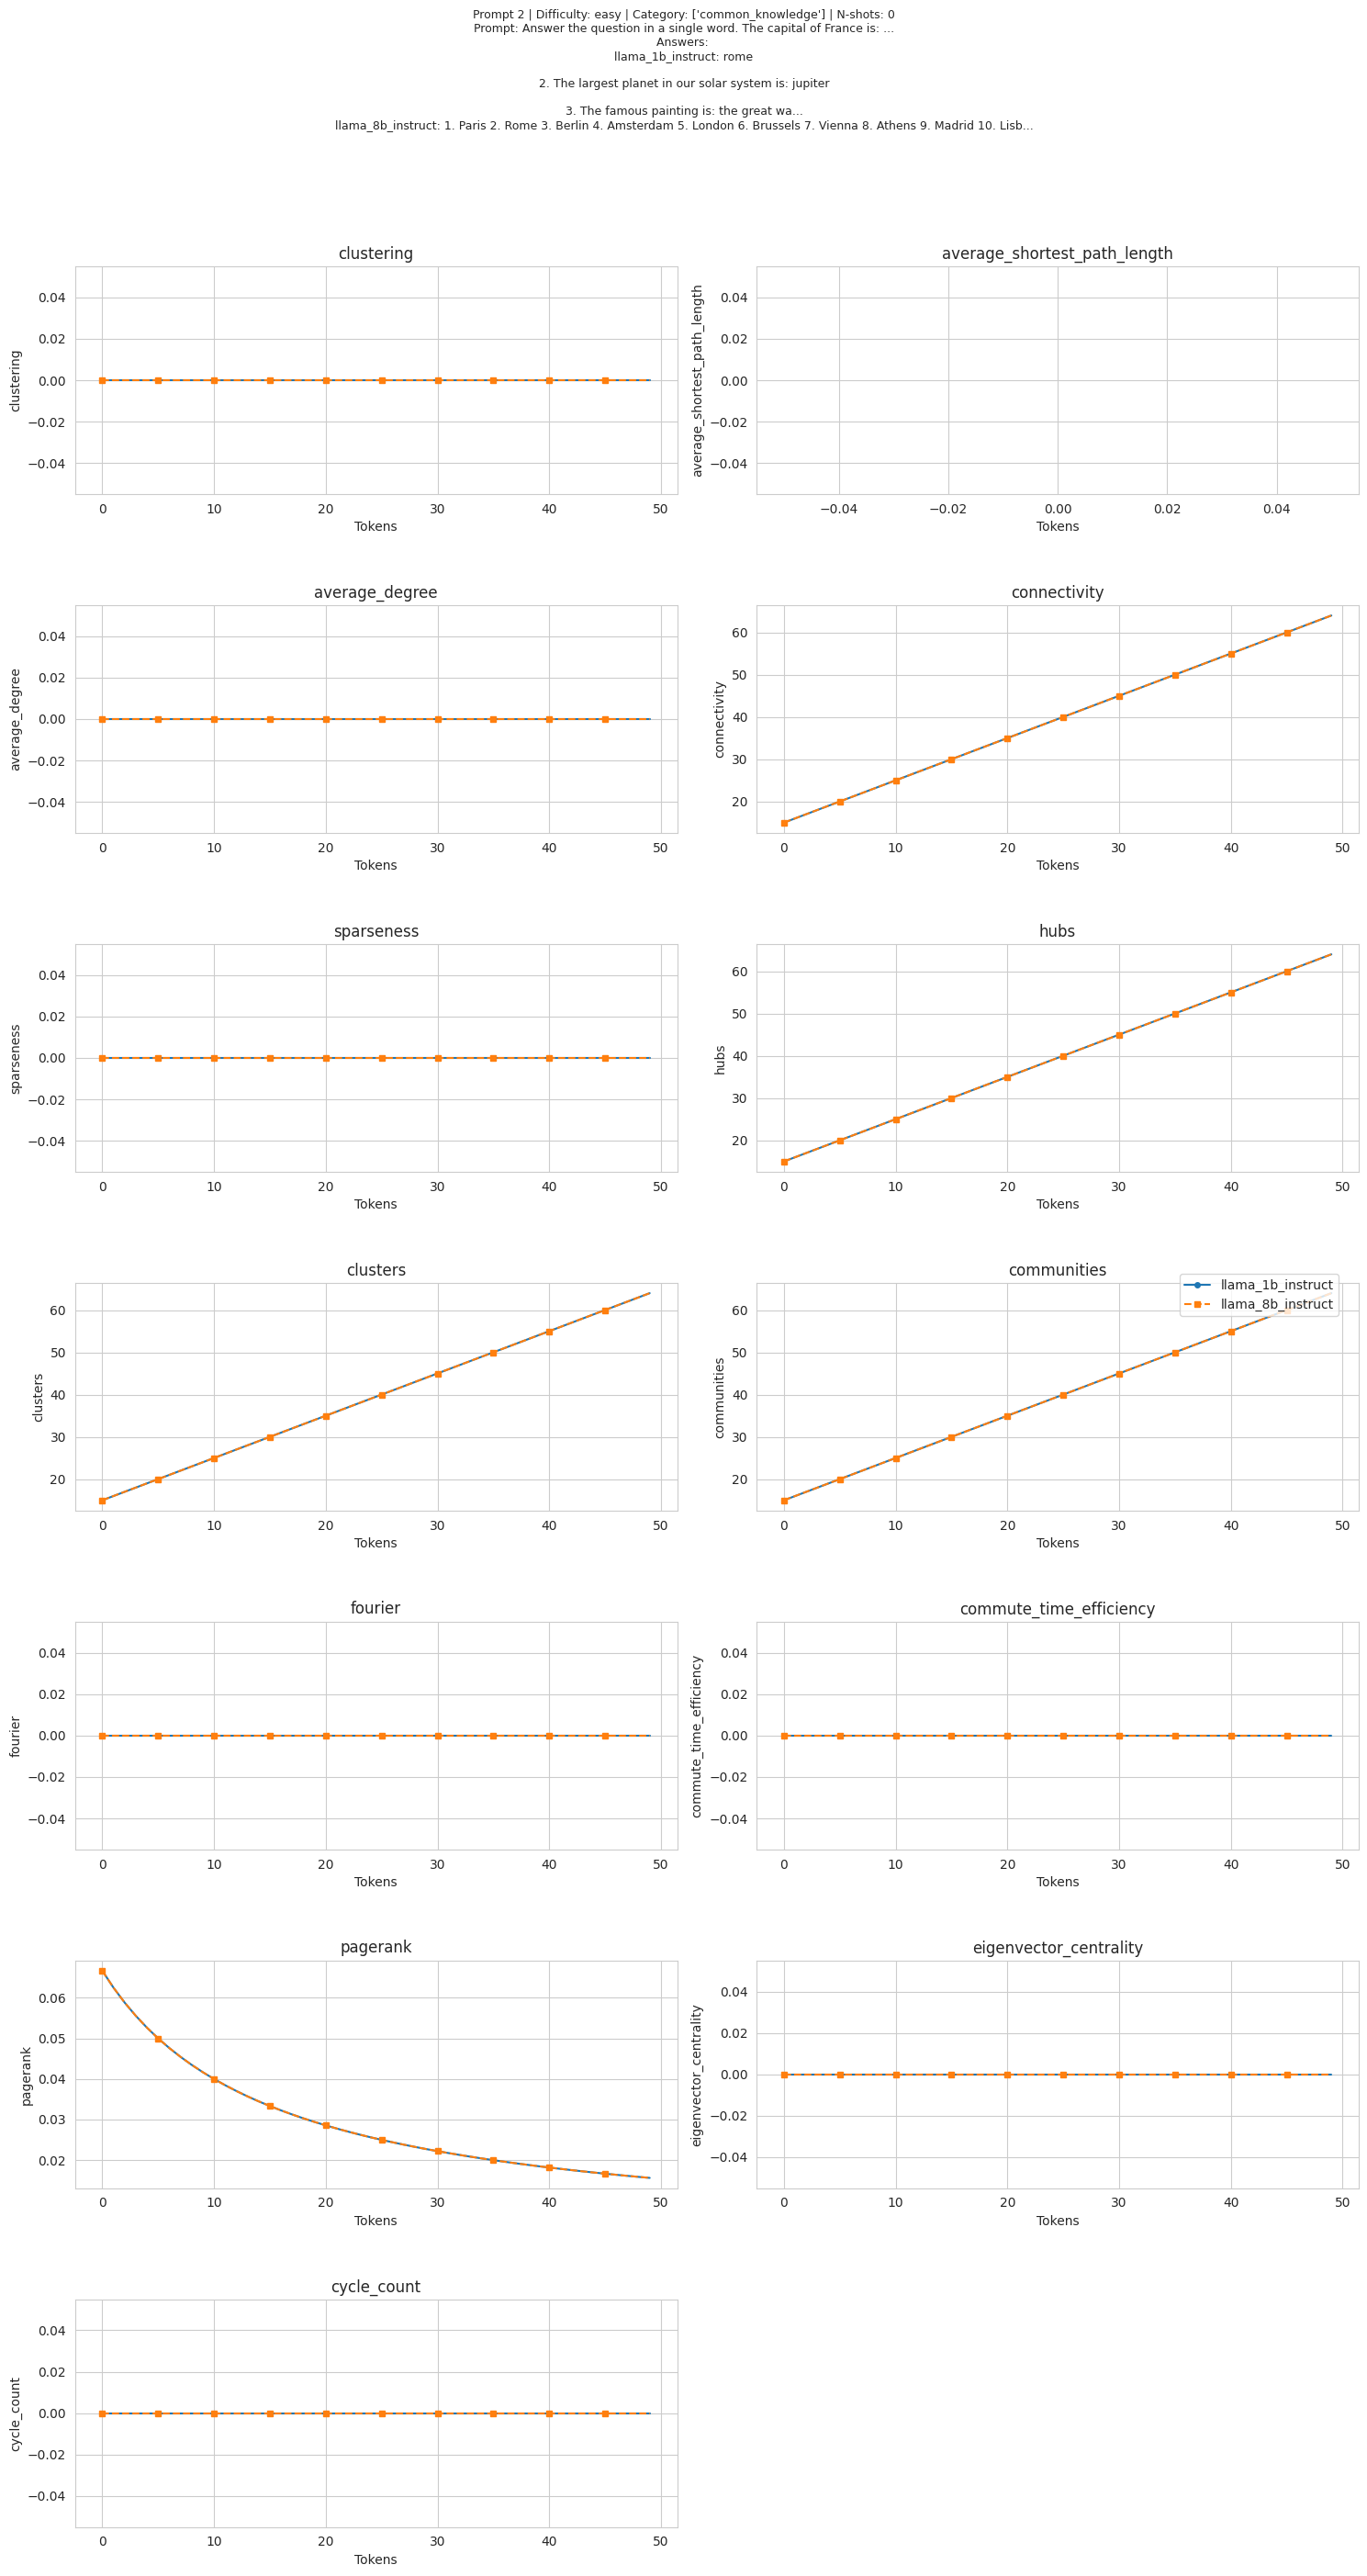 Prompt 2 | Difficulty: easy | Category: ['common_knowledge'] | N-shots: 0
Prompt: Answer the question in a single word. The capital of France is: ...
Answers:
llama_1b_instruct: rome
2. The largest planet in our solar system is: jupiter
3. The famous painting is: the great wa...
llama_8b_instruct: 1. Paris 2. Rome 3. Berlin 4. Amsterdam 5. London 6. Brussels 7. Vienna 8. Athens 9. Madrid 10. Lisb...
clustering
0.04
0.02
0.00
−0.02
−0.04
clustering
0 10 20 30 40 50
Tokens
average_shortest_path_length
0.04
0.02
0.00
−0.02
−0.04
average_shortest_path_length
−0.04 −0.02 0.00 0.02 0.04
Tokens
average_degree
0.04
0.02
0.00
−0.02
−0.04
average_degree
0 10 20 30 40 50
Tokens
connectivity
60
50
40
30
20
connectivity
0 10 20 30 40 50
Tokens
sparseness
0.04
0.02
0.00
−0.02
−0.04
sparseness
0 10 20 30 40 50
Tokens
hubs
60
50
40
30
20
hubs
0 10 20 30 40 50
Tokens
clusters
60
50
40
30
20
clusters
0 10 20 30 40 50
Tokens
communities
llama_1b_instruct
llama_8b_instruct
60
50
40
30
20
communities
0 10 20 30 40 50
Tokens
fourier
0.04
0.02
0.00
−0.02
−0.04
fourier
0 10 20 30 40 50
Tokens
commute_time_efficiency
0.04
0.02
0.00
−0.02
−0.04
commute_time_efficiency
0 10 20 30 40 50
Tokens
pagerank
0.06
0.05
0.04
0.03
0.02
pagerank
0 10 20 30 40 50
Tokens
eigenvector_centrality
0.04
0.02
0.00
−0.02
−0.04
eigenvector_centrality
0 10 20 30 40 50
Tokens
cycle_count
0.04
0.02
0.00
−0.02
−0.04
cycle_count
0 10 20 30 40 50
Tokens